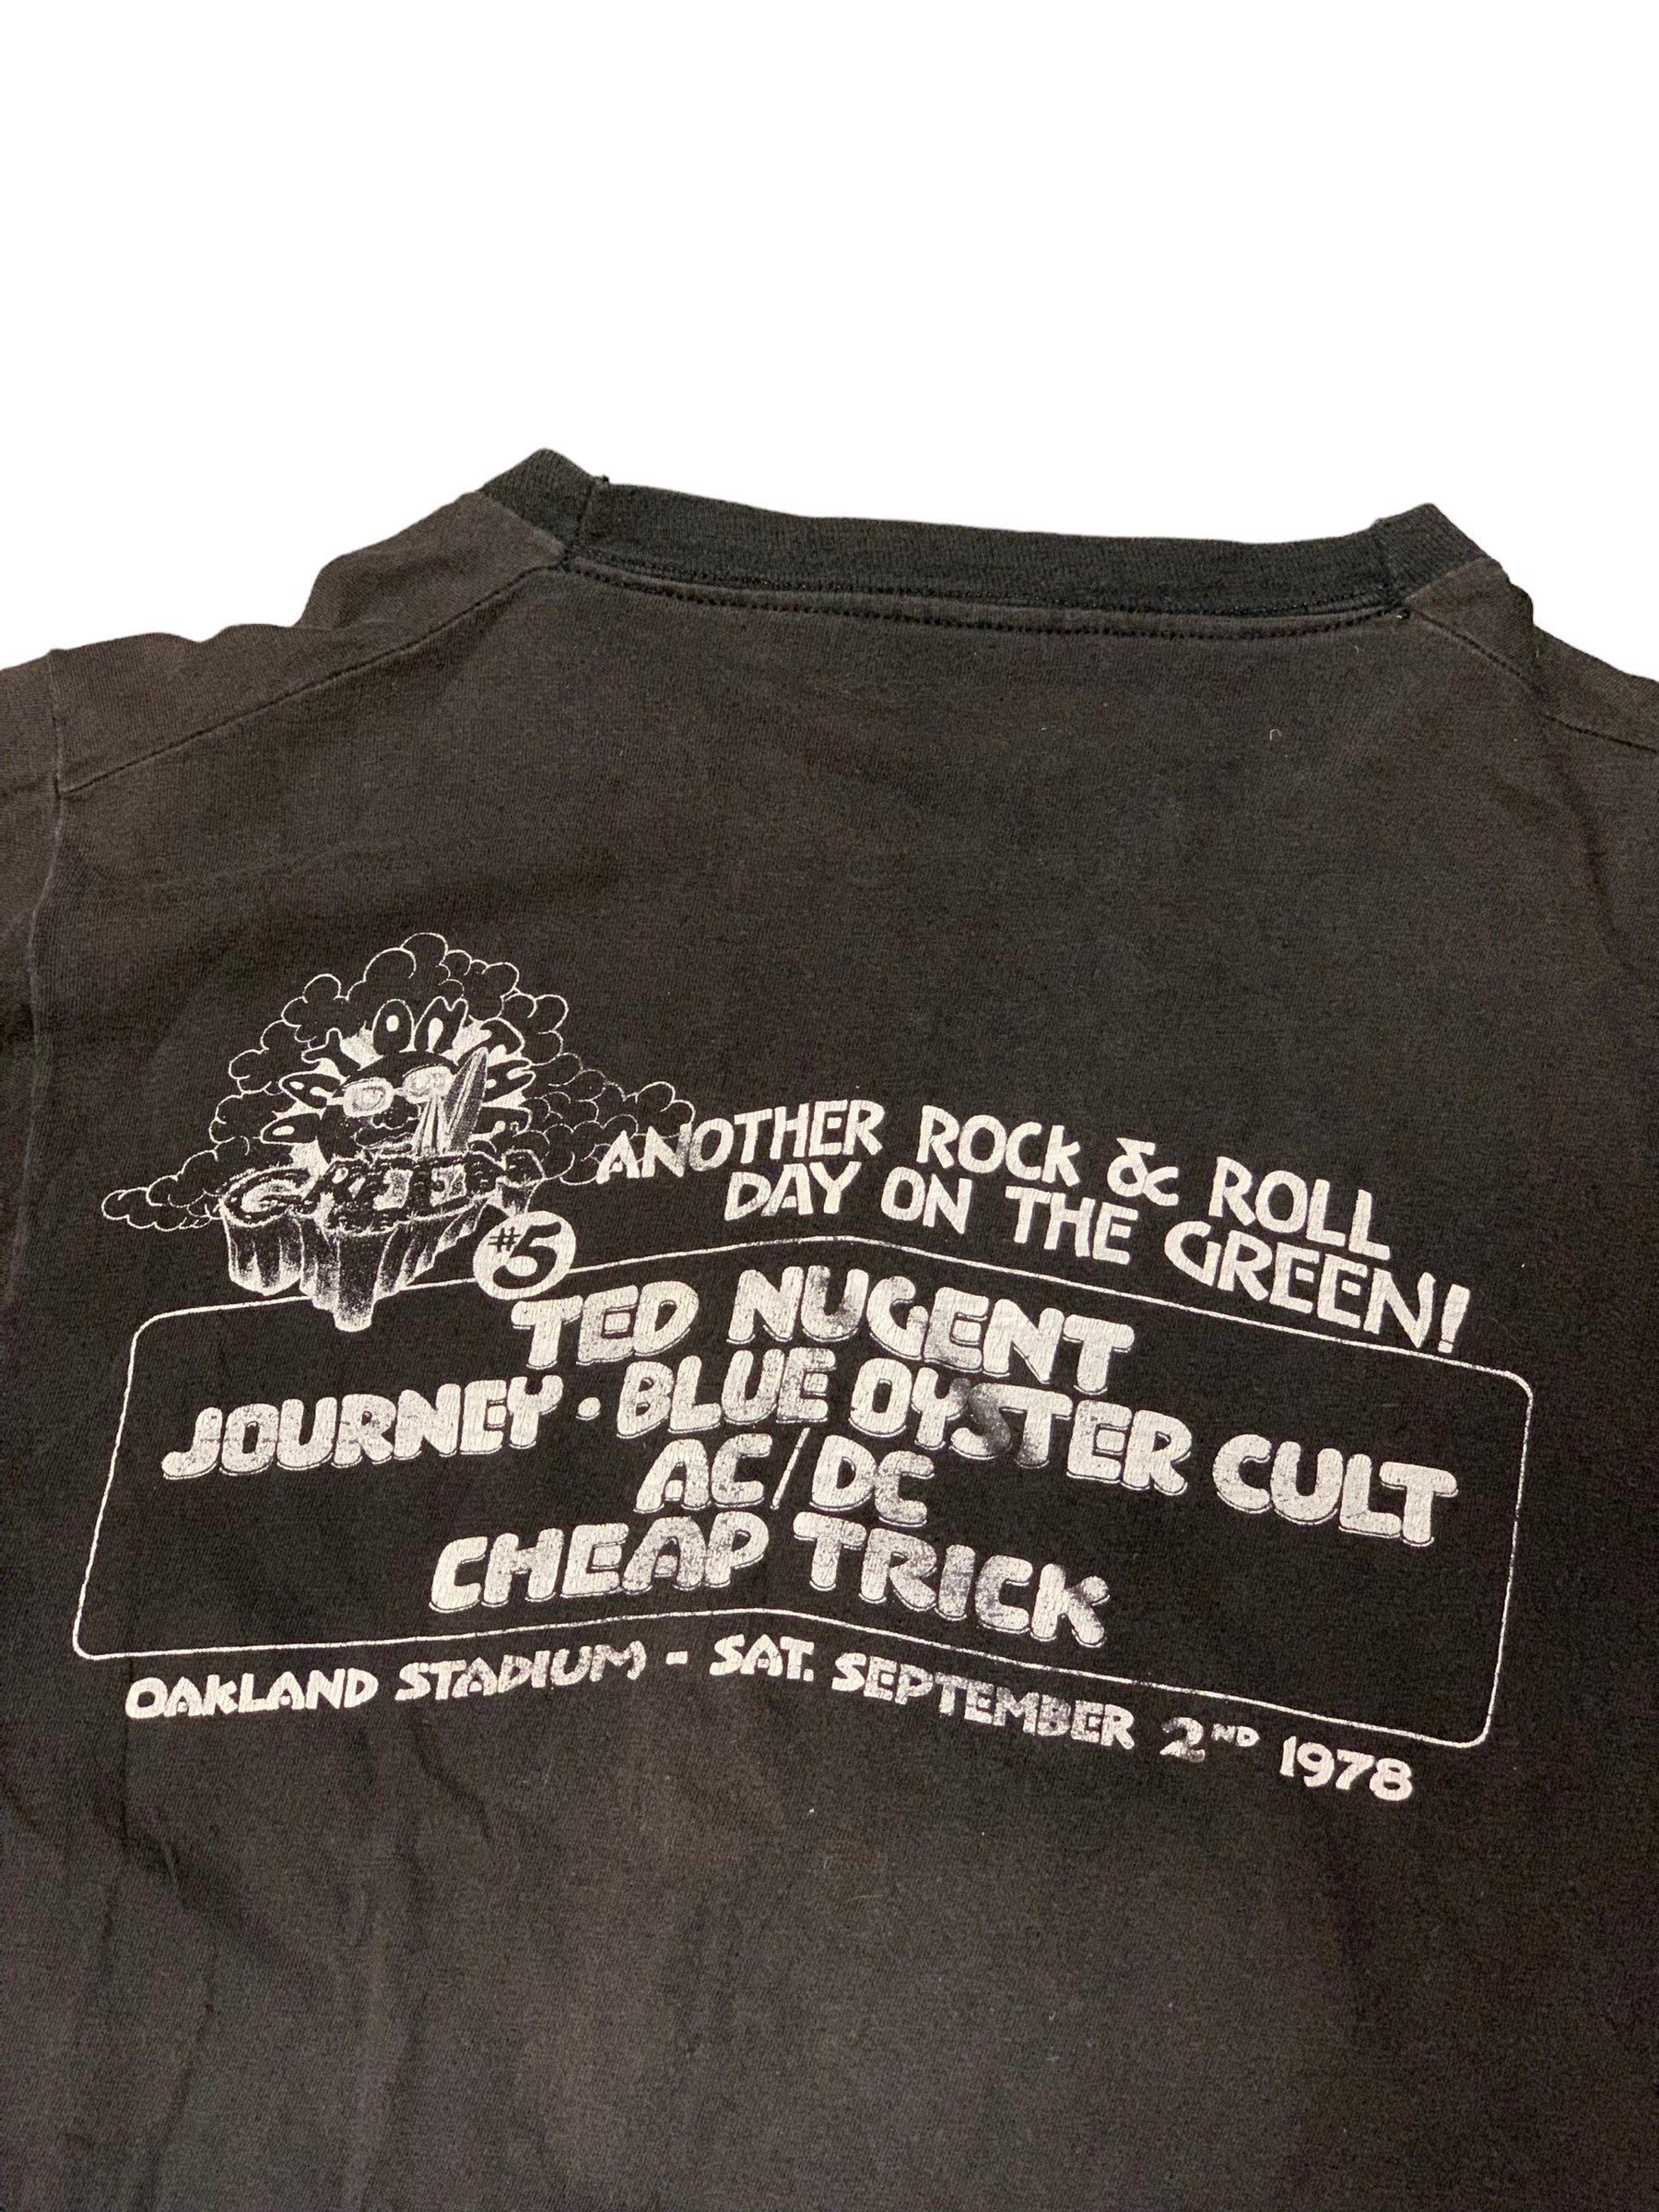 GREEN
#5
ANOTHER ROCK & ROLL
DAY ON THE GREEN!
TED NUGENT
JOURNEY · BLUE OYSTER CULT
AC/DC
CHEAP TRICK
OAKLAND STADIUM - SAT. SEPTEMBER 2ND 1978